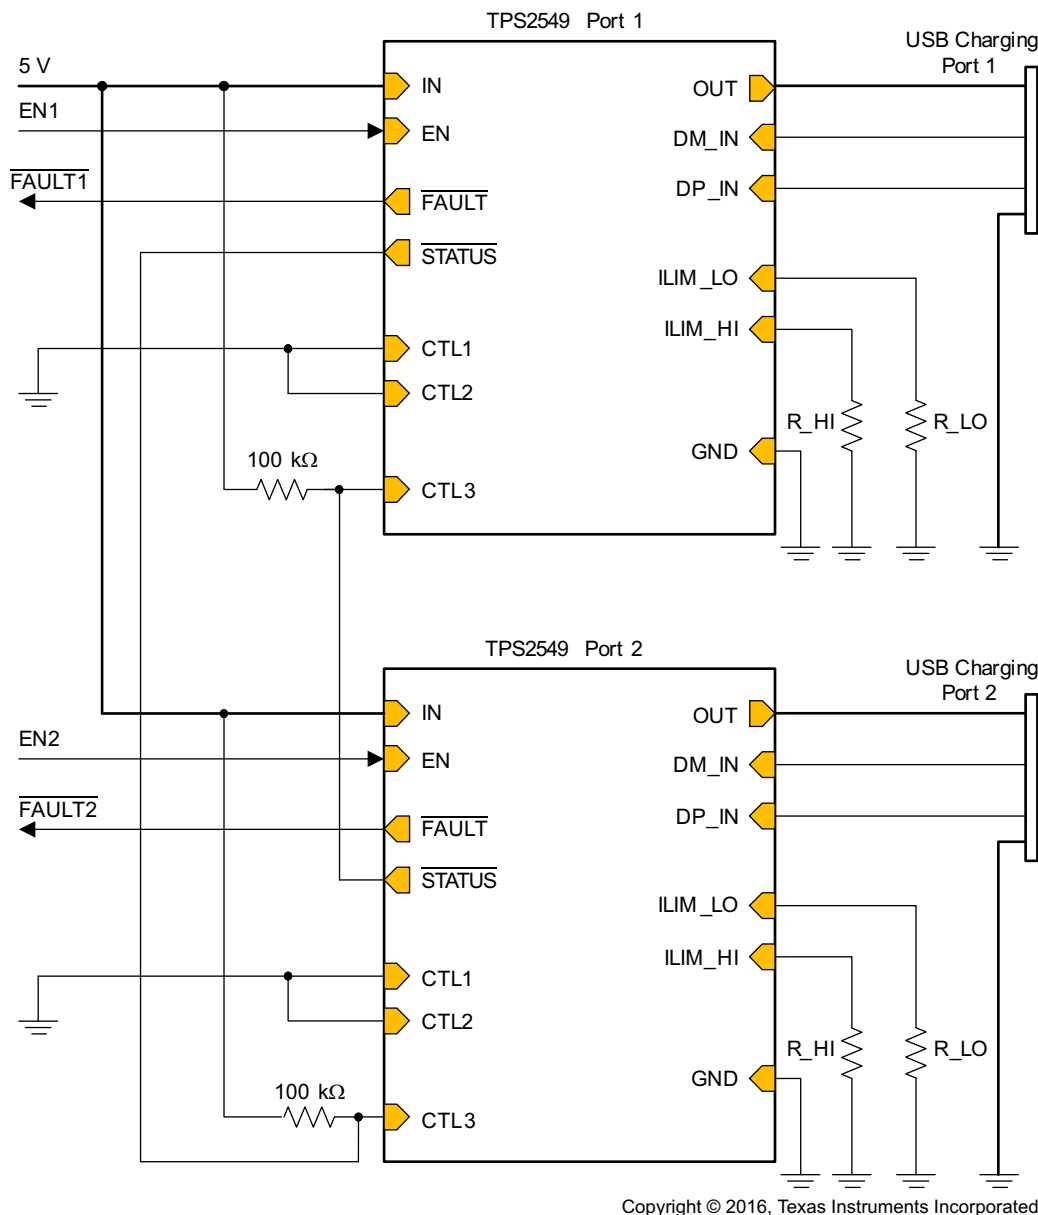 TPS2549 Port 1
USB Charging
Port 1
5 V
IN
OUT
EN1
EN
DM_IN
FAULT1
FAULT
DP_IN
STATUS
ILIM_LO
ILIM_HI
CTL1
CTL2
R_HI
R_LO
GND
100 kΩ
CTL3
TPS2549 Port 2
USB Charging
Port 2
IN
OUT
EN2
EN
DM_IN
FAULT2
FAULT
DP_IN
STATUS
ILIM_LO
ILIM_HI
CTL1
CTL2
R_HI
R_LO
GND
100 kΩ
CTL3
Copyright © 2016, Texas Instruments Incorporated